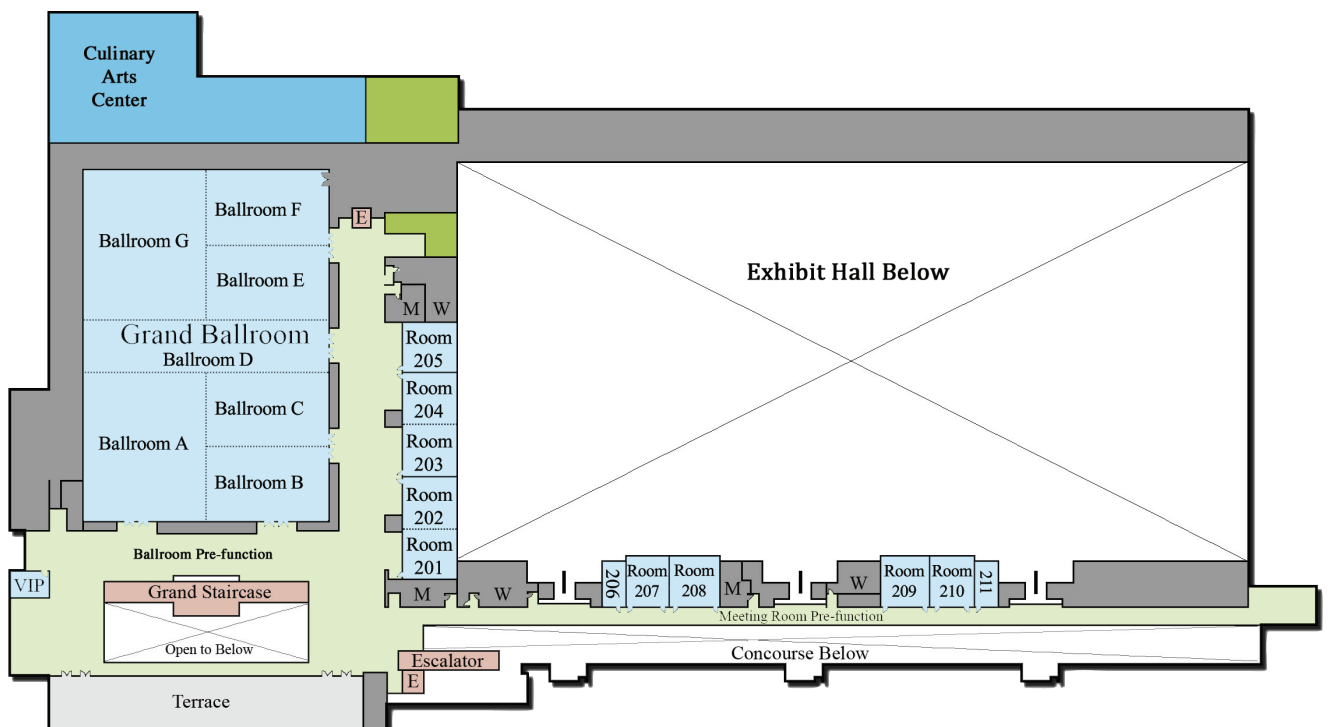 Culinary
Arts
Center
Ballroom F
E
Ballroom G
Ballroom E
Exhibit Hall Below
M
W
Grand Ballroom
Ballroom D
Room
205
Room
204
Ballroom C
Ballroom A
Room
203
Ballroom B
Room
202
Room
201
Ballroom Pre-function
VIP
Grand Staircase
Open to Below
M
W
206
Room
207
Room
208
M
W
Room
209
Room
210
211
Meeting Room Pre-function
Concourse Below
Escalator
E
Terrace